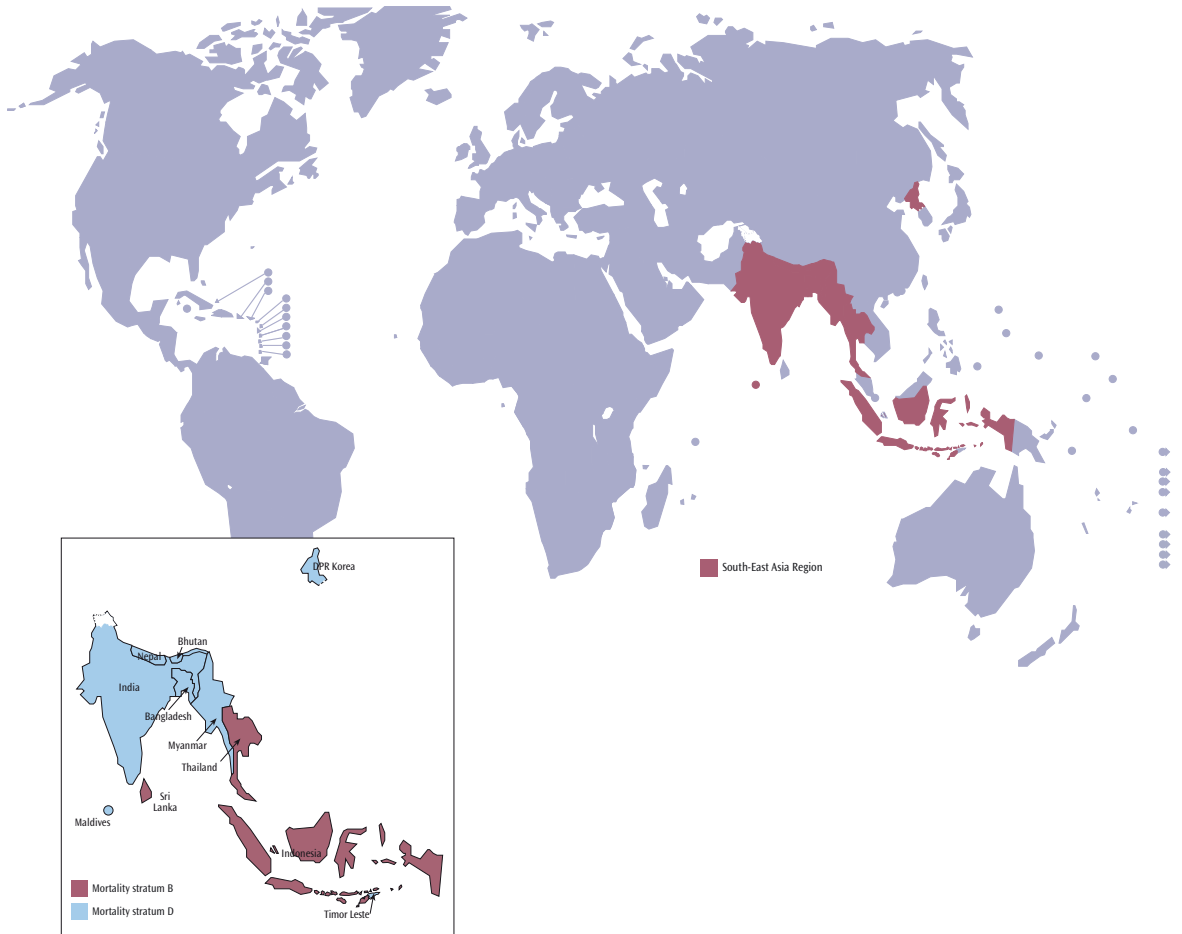 South-East Asia Region
DPR Korea
Bhutan
Nepal
India
Bangladesh
Myanmar
Thailand
Sri
Lanka
Maldives
Indonesia
Mortality stratum B
Mortality stratum D
Timor Leste